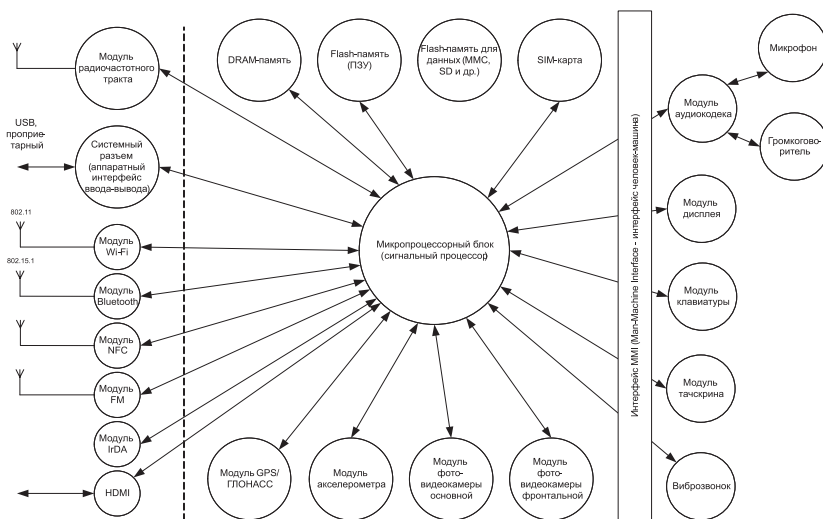 Модуль
радиочастотного
тракта
DRAM-память
Flash-память
(ПЗУ)
Flash-память для
данных (MMC,
SD и др.)
SIM-карта
Микрофон
Модуль
аудиокодека
Громкогово-
ритель
USB,
проприе-
тарный
Системный
разъем
(аппаратный
интерфейс
ввода-вывода)
Микропроцессорный блок
(сигнальный процессор)
Интерфейс MMI (Man-Machine Interface - интерфейс человек-машина)
Модуль
дисплея
802.11
Модуль
Wi-Fi
802.15.1
Модуль
Bluetooth
Модуль
клавиатуры
Модуль
NFC
Модуль
FM
Модуль
тачскрина
Модуль
IrDA
HDMI
Модуль GPS/
ГЛОНАСС
Модуль
акселерометра
Модуль
фото-
видеокамеры
основной
Модуль
фото-
видеокамеры
фронтальной
Виброзвонок